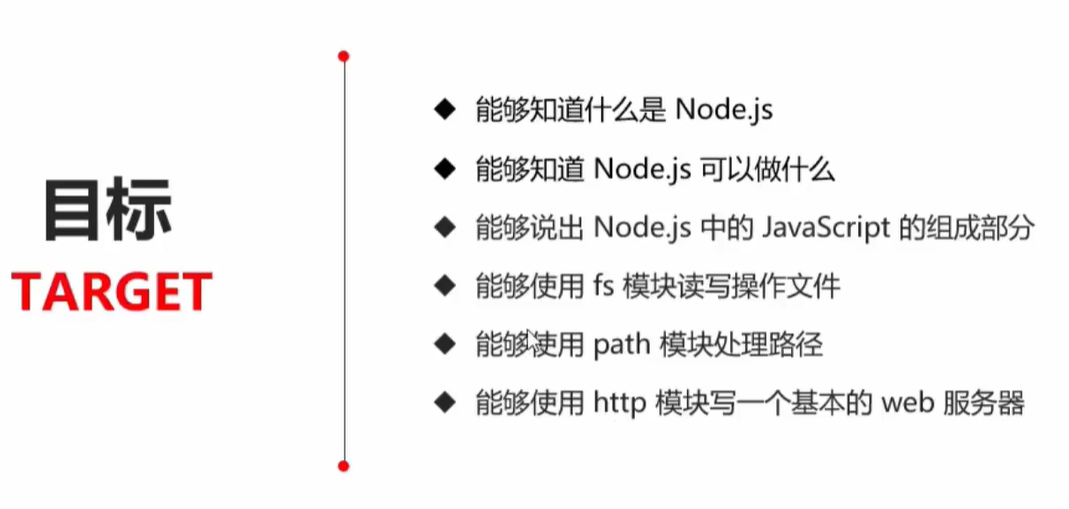 目标
TARGET
能够知道什么是 Node.js
能够知道 Node.js 可以做什么
能够说出 Node.js 中的 JavaScript 的组成部分
能够使用 fs 模块读写操作文件
能够使用 path 模块处理路径
能够使用 http 模块写一个基本的 web 服务器